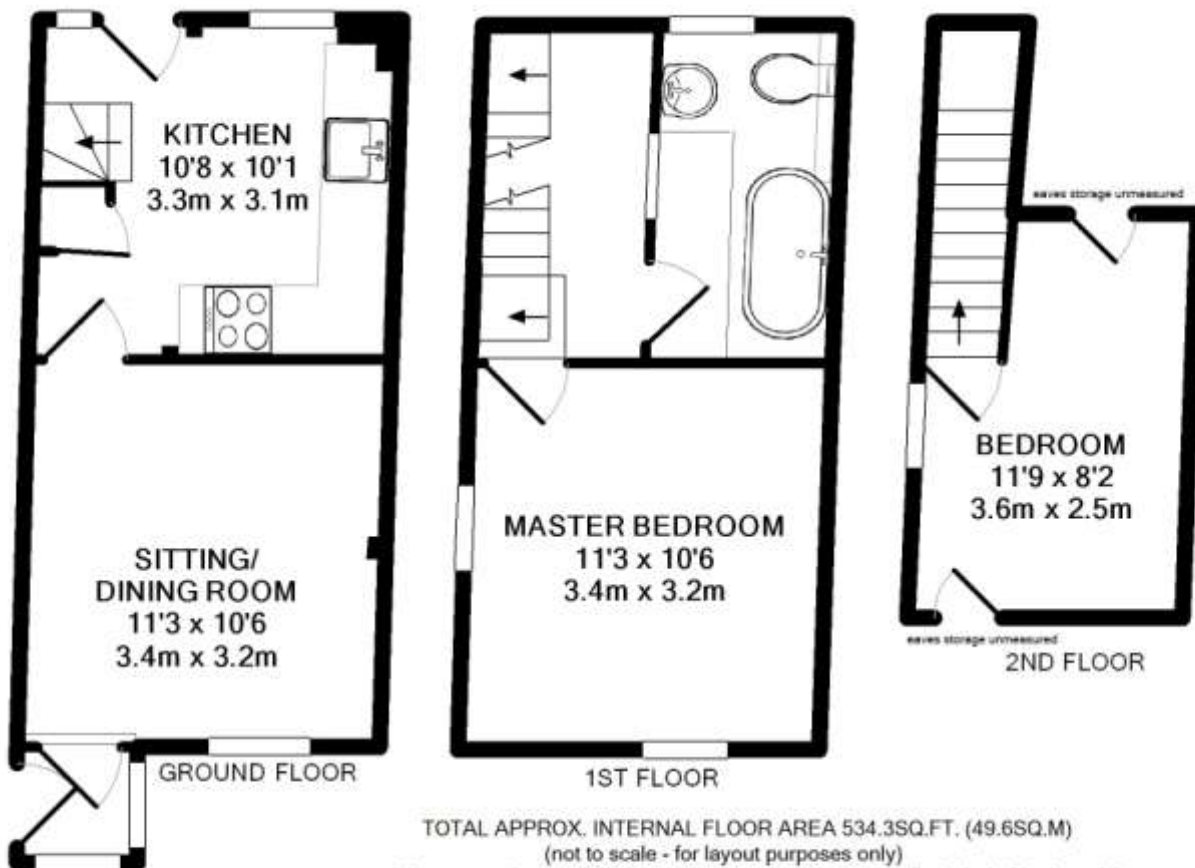 KITCHEN
10'8 x 10'1
3.3m x 3.1m
SITTING/
DINING ROOM
11'3 x 10'6
3.4m x 3.2m
GROUND FLOOR
MASTER BEDROOM
11'3 x 10'6
3.4m x 3.2m
1ST FLOOR
eaves storage unmeasured
BEDROOM
11'9 x 8'2
3.6m x 2.5m
eaves storage unmeasured
2ND FLOOR
TOTAL APPROX. INTERNAL FLOOR AREA 534.3SQ.FT. (49.6SQ.M)
(not to scale - for layout purposes only)